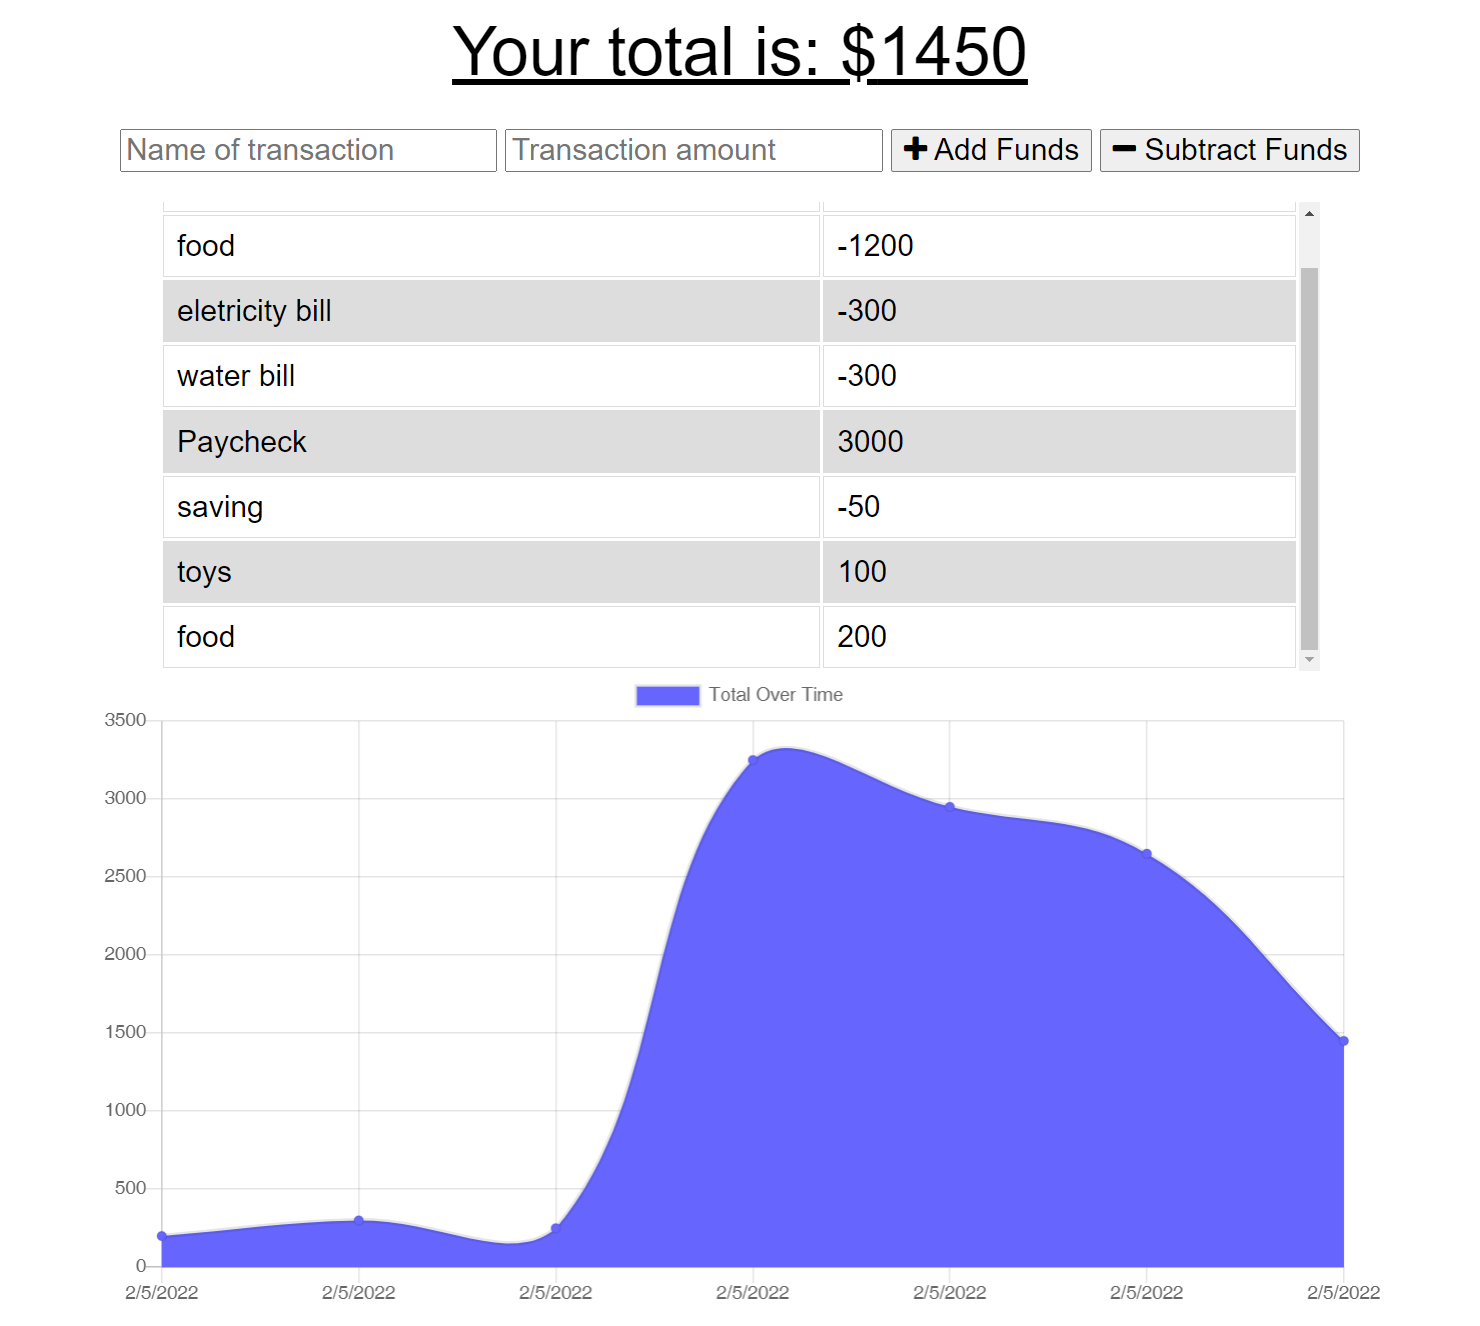 Your total is: $1450
Name of transaction Transaction amount Add Funds Subtract Funds
food -1200
eletricity bill -300
water bill -300
Paycheck 3000
saving -50
toys 100
food 200
Total Over Time
3500
3000
2500
2000
1500
1000
500
0
2/5/2022 2/5/2022 2/5/2022 2/5/2022 2/5/2022 2/5/2022 2/5/2022